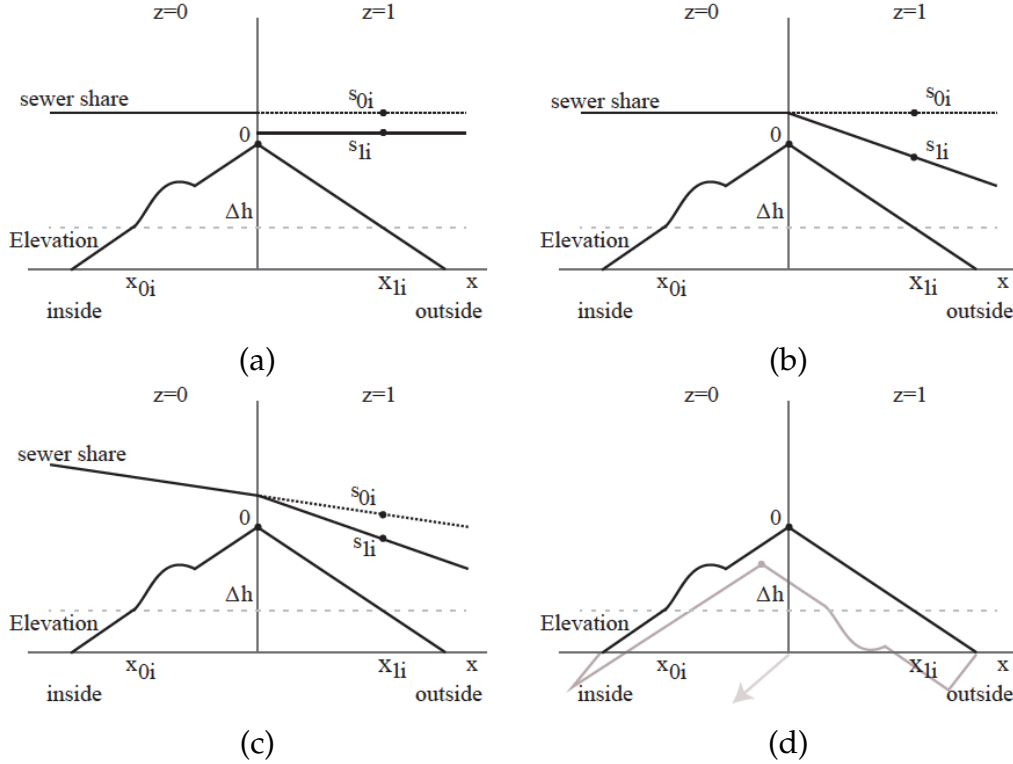 z=0 z=1
sewer share
s0i
0
s1i
Δh
Elevation
x0i x1i x
inside outside
(a)
z=0 z=1
sewer share
s0i
0
s1i
Δh
Elevation
x0i x1i x
inside outside
(b)
z=0 z=1
sewer share
s0i
0
s1i
Δh
Elevation
x0i x1i x
inside outside
(c)
z=0 z=1
0
Δh
Elevation
x0i x1i x
inside outside
(d)